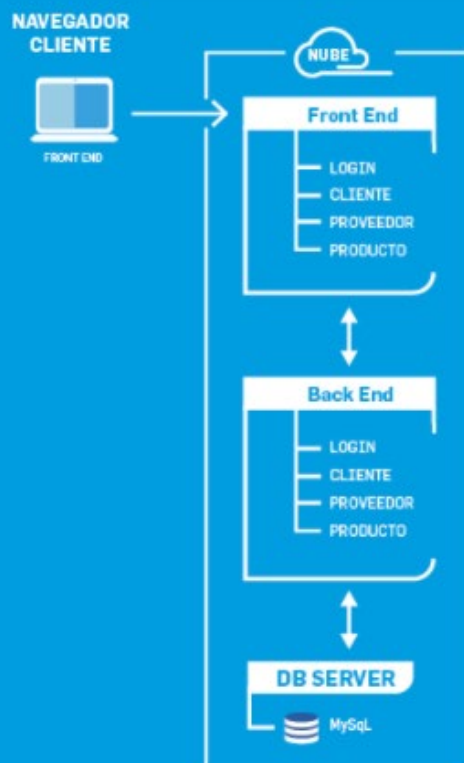 NAVEGADOR
CLIENTE
FRONT END
NUBE
Front End
LOGIN
CLIENTE
PROVEEDOR
PRODUCTO
Back End
LOGIN
CLIENTE
PROVEEDOR
PRODUCTO
DB SERVER
MySqL